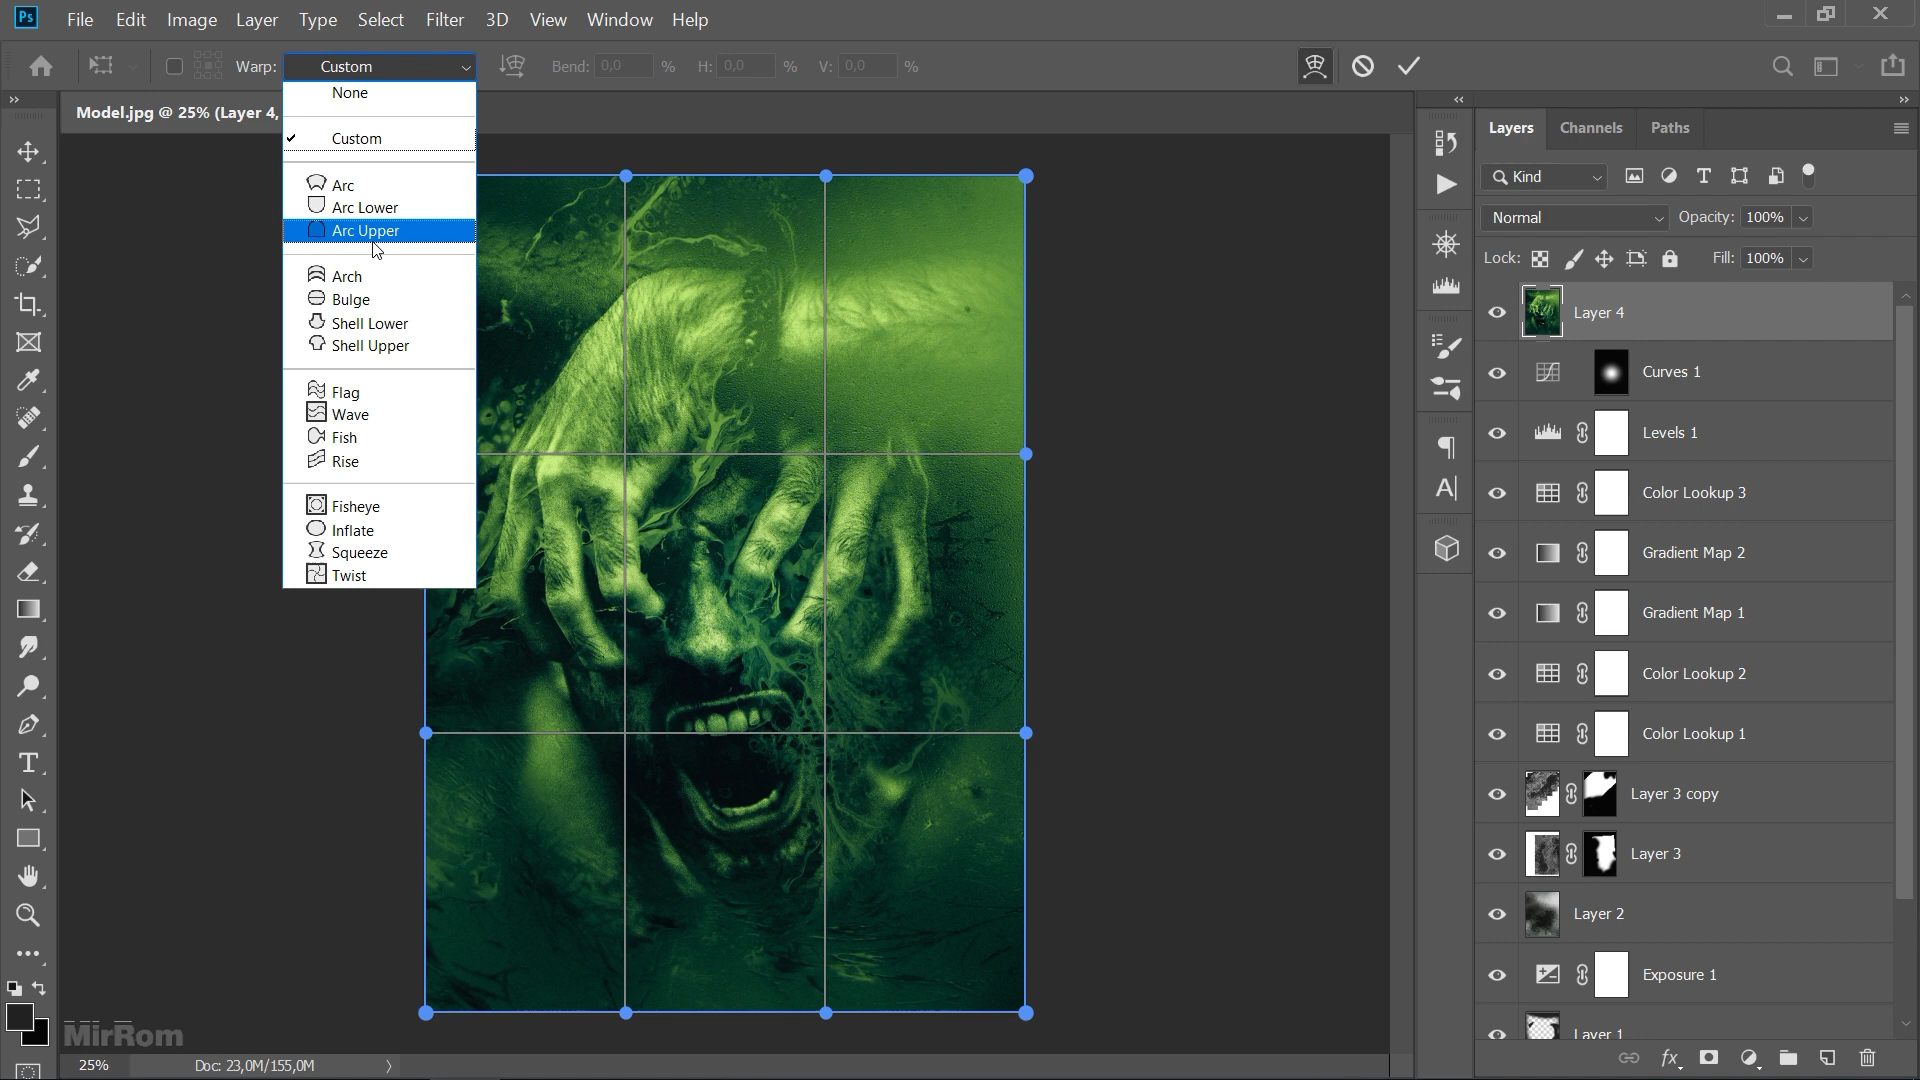 Ps File Edit Image Layer Type Select Filter 3D View Window Help
Warp: Custom Bend: 0,0 % H: 0,0 % V: 0,0 %
Model.jpg @ 25% (Layer 4,
None
Custom
Arc
Arc Lower
Arc Upper
Arch
Bulge
Shell Lower
Shell Upper
Flag
Wave
Fish
Rise
Fisheye
Inflate
Squeeze
Twist
Layers Channels Paths
Kind
Normal Opacity: 100%
Lock: Fill: 100%
Layer 4
Curves 1
Levels 1
Color Lookup 3
Gradient Map 2
Gradient Map 1
Color Lookup 2
Color Lookup 1
Layer 3 copy
Layer 3
Layer 2
Exposure 1
Layer 1
fx
MirRom
25% Doc: 23,0M/155,0M